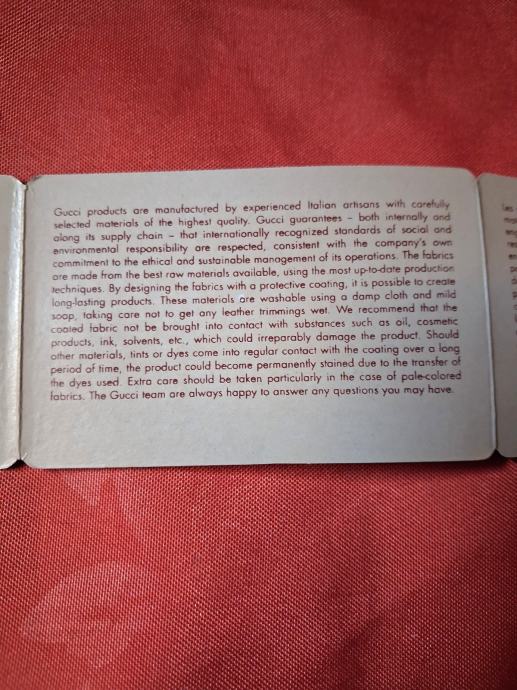 Gucci products are manufactured by experienced Italian artisans with carefully
selected materials of the highest quality. Gucci guarantees – both internally and
along its supply chain – that internationally recognized standards of social and
environmental responsibility are respected, consistent with the company's own
commitment to the ethical and sustainable management of its operations. The fabrics
are made from the best raw materials available, using the most up-to-date production
techniques. By designing the fabrics with a protective coating, it is possible to create
long-lasting products. These materials are washable using a damp cloth and mild
soap, taking care not to get any leather trimmings wet. We recommend that the
coated fabric not be brought into contact with substances such as oil, cosmetic
products, ink, solvents, etc., which could irreparably damage the product. Should
other materials, tints or dyes come into regular contact with the coating over a long
period of time, the product could become permanently stained due to the transfer of
the dyes used. Extra care should be taken particularly in the case of pale-colored
fabrics. The Gucci team are always happy to answer any questions you may have.